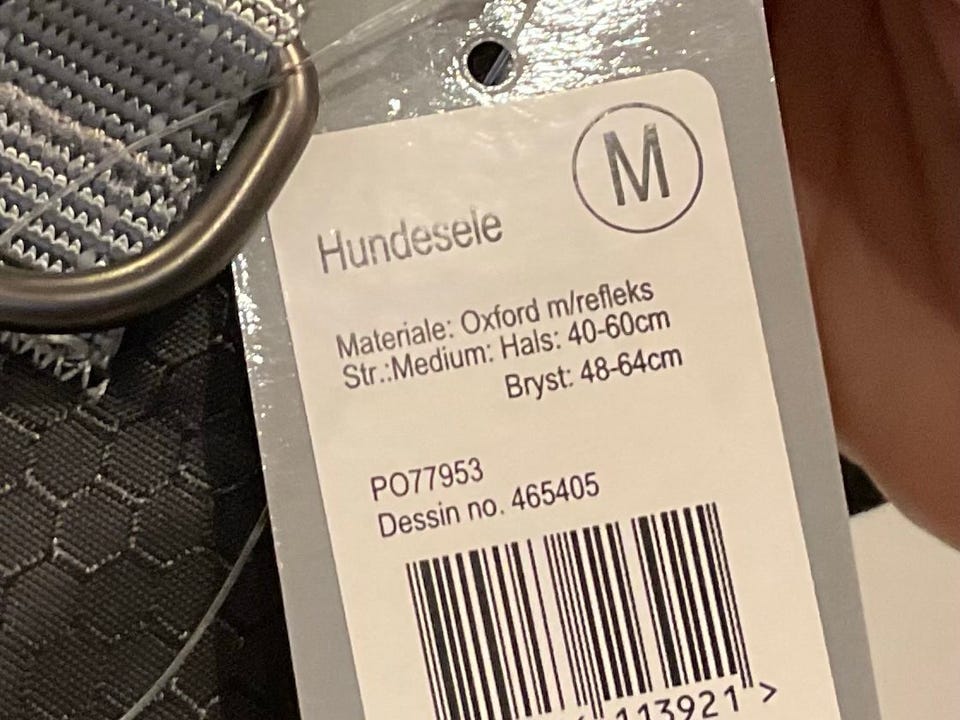 M
Hundesele
Materiale: Oxford m/refleks
Str.:Medium: Hals: 40-60cm
Bryst: 48-64cm
PO77953
Dessin no. 465405
113921 >